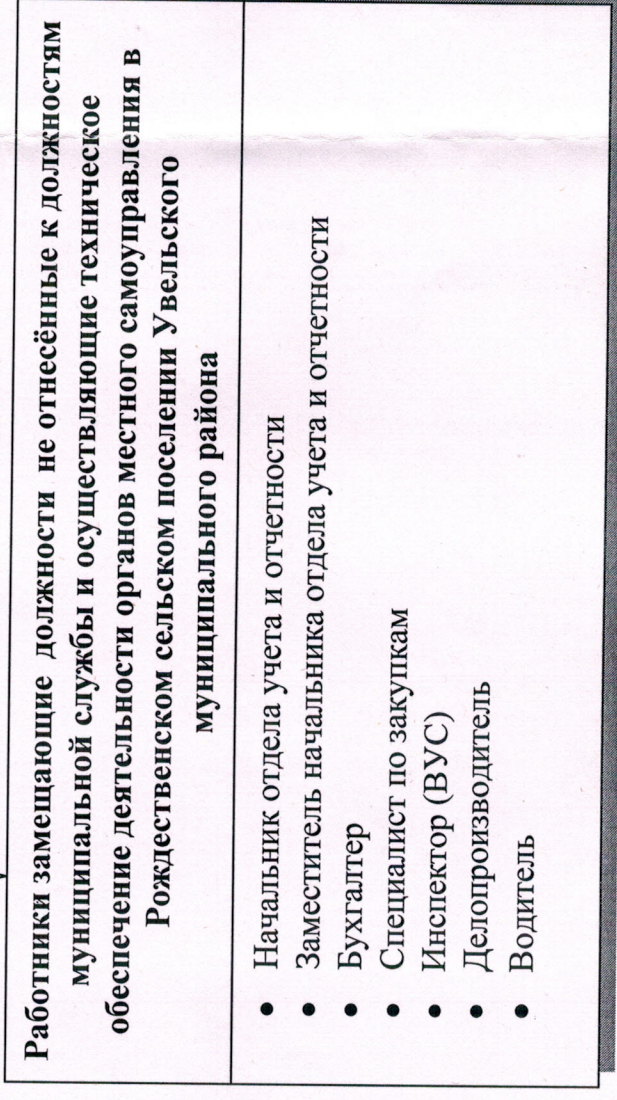 Работники замещающие должности не отнесённые к должностям
муниципальной службы и осуществляющие техническое
обеспечение деятельности органов местного самоуправления в
Рождественском сельском поселении Увельского
муниципального района
• Начальник отдела учета и отчетности
• Заместитель начальника отдела учета и отчетности
• Бухгалтер
• Специалист по закупкам
• Инспектор (ВУС)
• Делопроизводитель
• Водитель